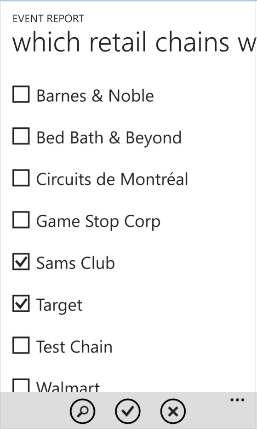 EVENT REPORT
which retail chains w
Barnes & Noble
Bed Bath & Beyond
Circuits de Montréal
Game Stop Corp
Sams Club
Target
Test Chain
Walmart